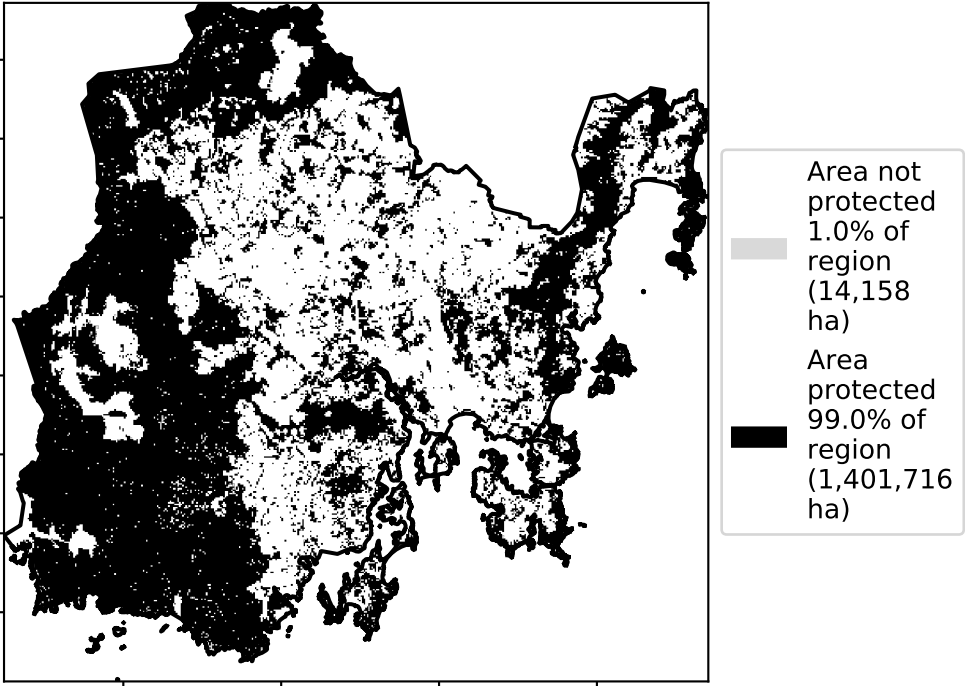 Area not
protected
1.0% of
region
(14,158
ha)
Area
protected
99.0% of
region
(1,401,716
ha)